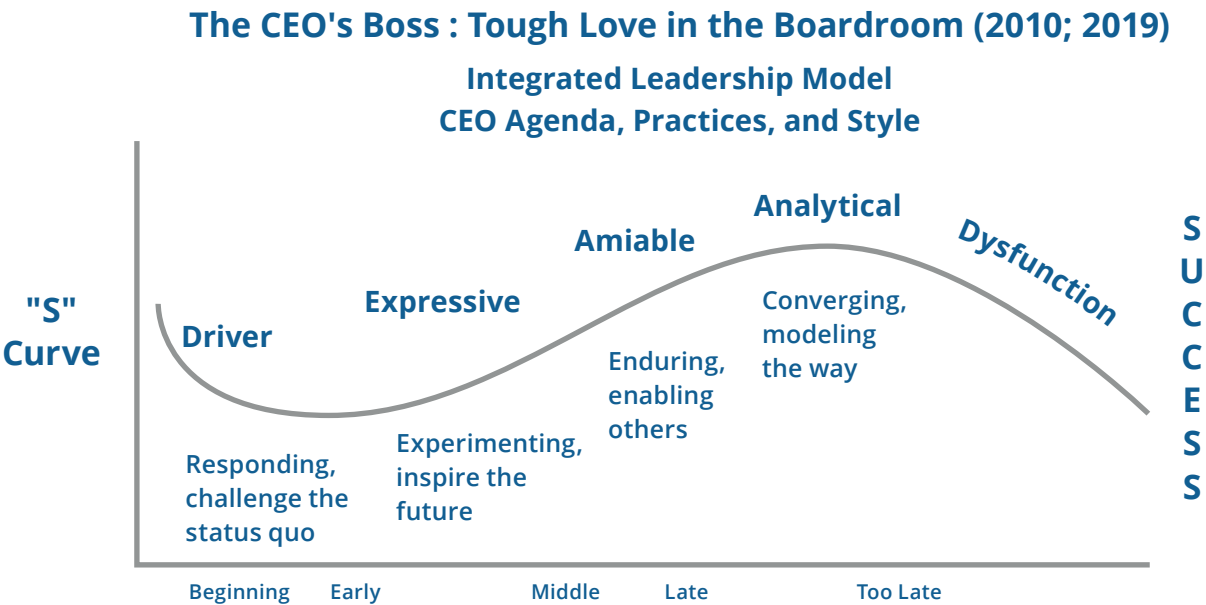 The CEO's Boss : Tough Love in the Boardroom (2010; 2019)
Integrated Leadership Model
CEO Agenda, Practices, and Style
"S"
Curve
Driver
Expressive
Amiable
Analytical
Dysfunction
Responding,
challenge the
status quo
Experimenting,
inspire the
future
Enduring,
enabling
others
Converging,
modeling
the way
S
U
C
C
E
S
S
Beginning
Early
Middle
Late
Too Late